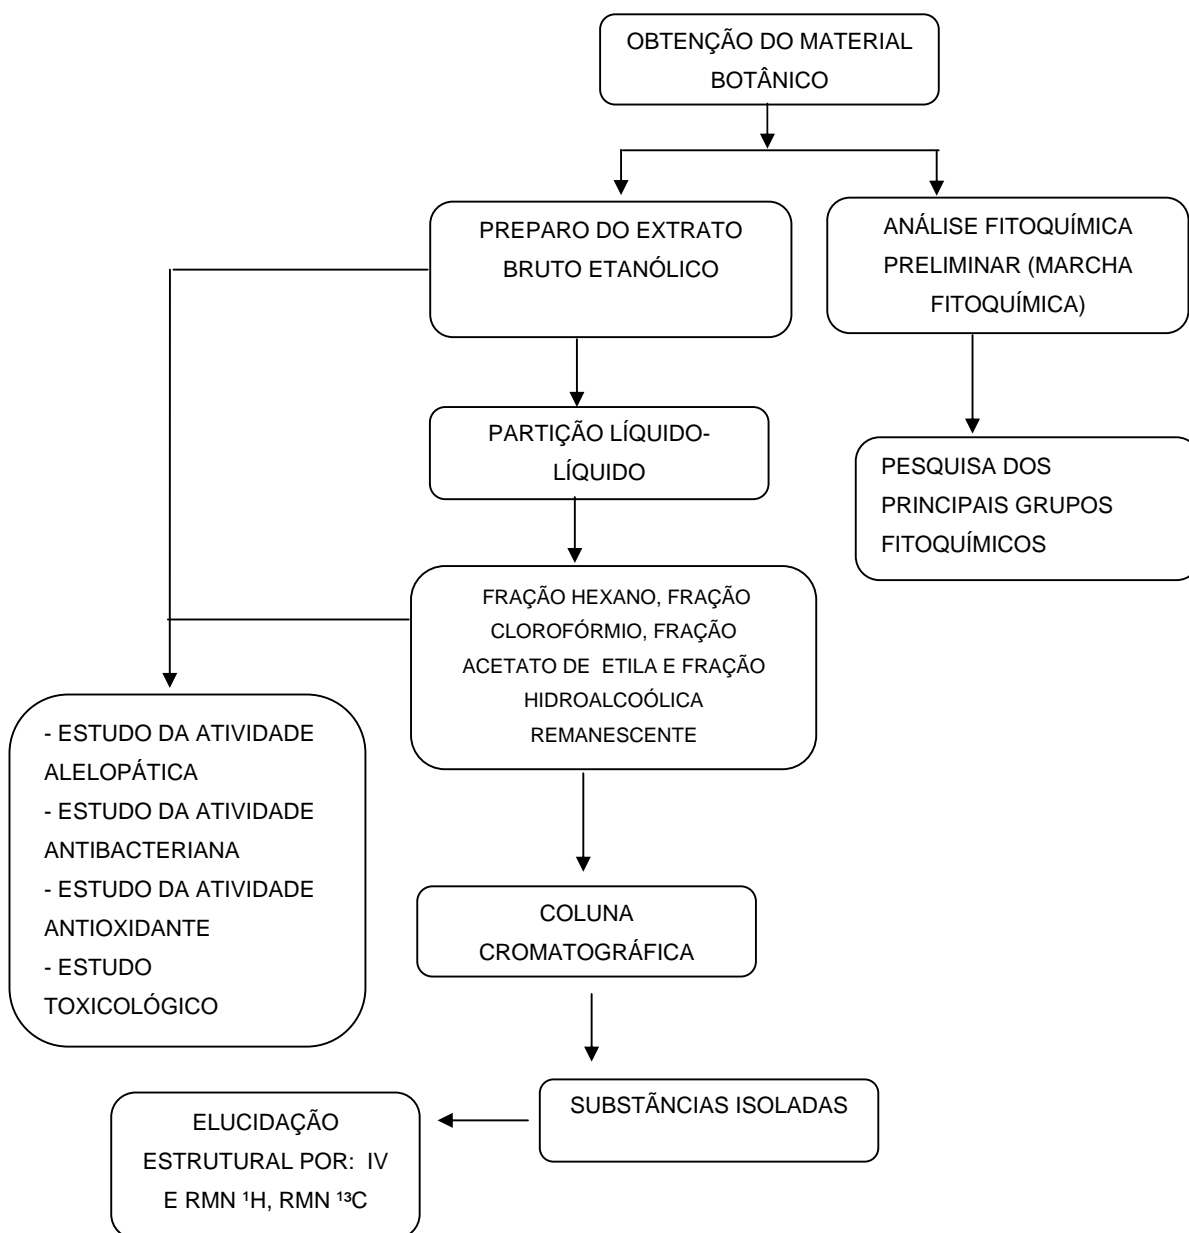 OBTENÇÃO DO MATERIAL
BOTÂNICO
PREPARO DO EXTRATO
BRUTO ETANÓLICO
ANÁLISE FITOQUÍMICA
PRELIMINAR (MARCHA
FITOQUÍMICA)
PARTIÇÃO LÍQUIDO-
LÍQUIDO
PESQUISA DOS
PRINCIPAIS GRUPOS
FITOQUÍMICOS
FRAÇÃO HEXANO, FRAÇÃO
CLOROFÓRMIO, FRAÇÃO
ACETATO DE ETILA E FRAÇÃO
HIDROALCOÓLICA
REMANESCENTE
- ESTUDO DA ATIVIDADE
ALELOPÁTICA
- ESTUDO DA ATIVIDADE
ANTIBACTERIANA
- ESTUDO DA ATIVIDADE
ANTIOXIDANTE
- ESTUDO
TOXICOLÓGICO
COLUNA
CROMATOGRÁFICA
SUBSTÃNCIAS ISOLADAS
ELUCIDAÇÃO
ESTRUTURAL POR: IV
E RMN ¹H, RMN ¹³C